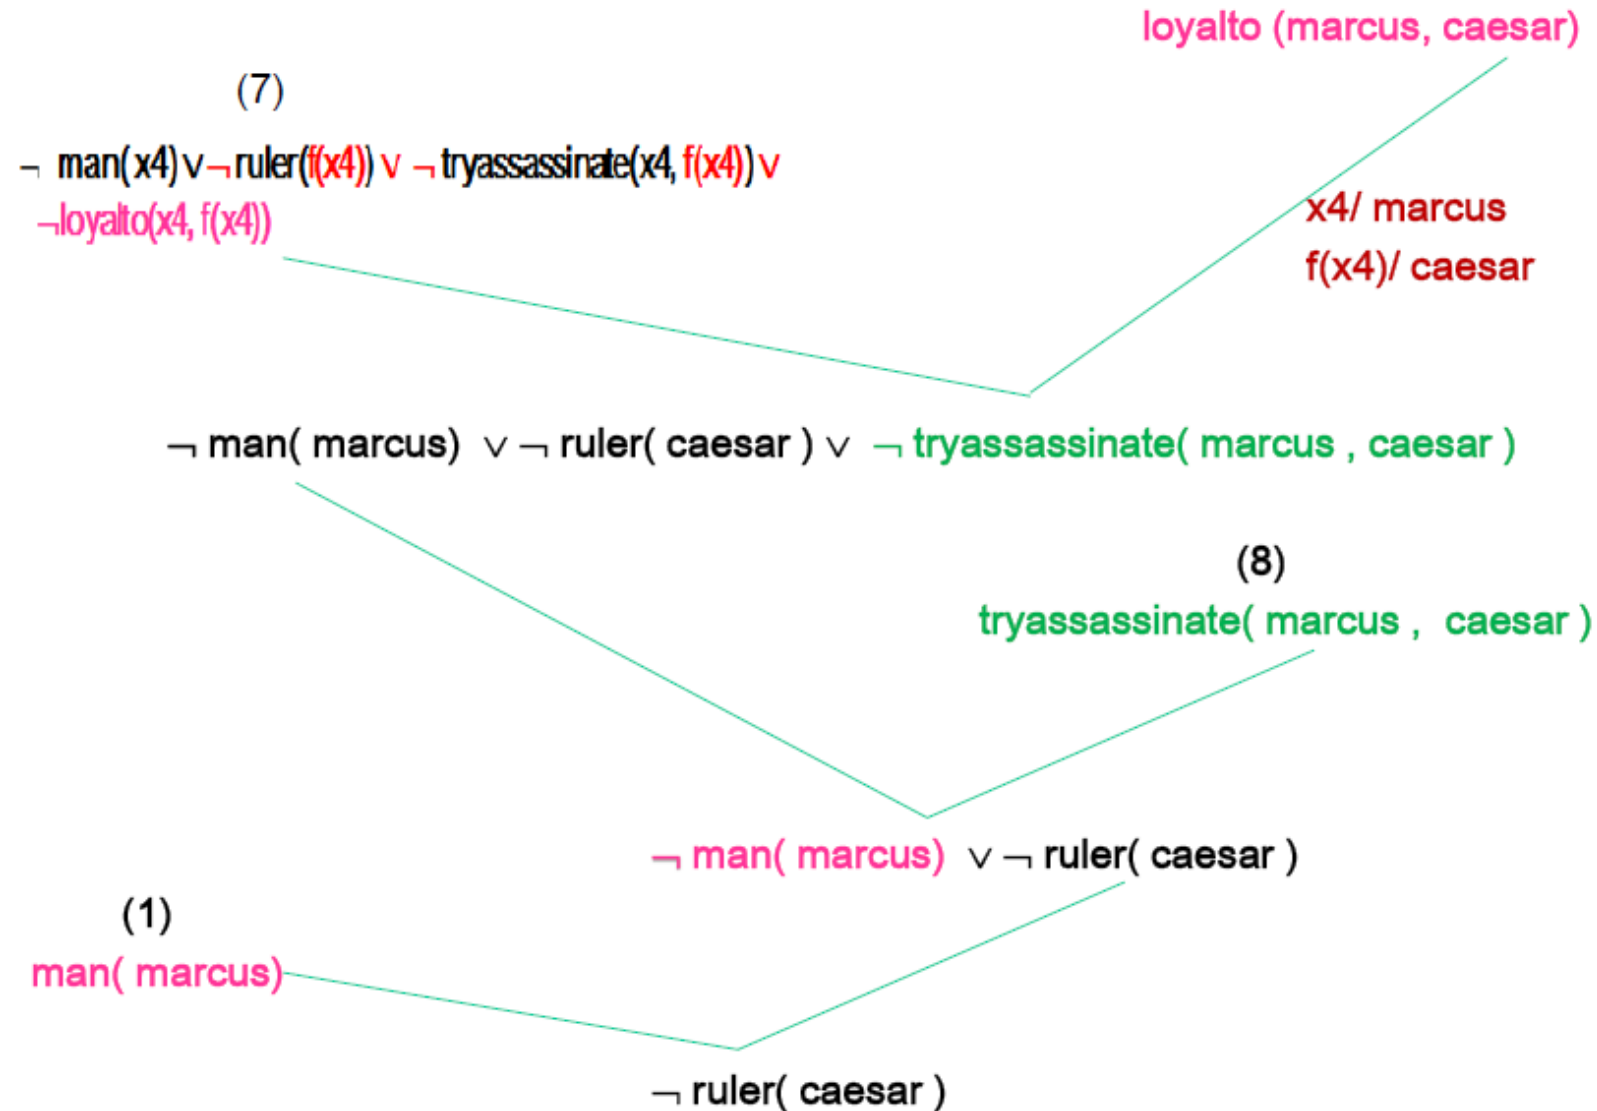 loyalto (marcus, caesar)
(7)
¬ man( x4) ∨ ¬ ruler(f(x4)) ∨ ¬ tryassassinate(x4, f(x4)) ∨
¬loyalto(x4, f(x4))
x4/ marcus
f(x4)/ caesar
¬ man( marcus) ∨ ¬ ruler( caesar ) ∨ ¬ tryassassinate( marcus , caesar )
(8)
tryassassinate( marcus , caesar )
¬ man( marcus) ∨ ¬ ruler( caesar )
(1)
man( marcus)
¬ ruler( caesar )